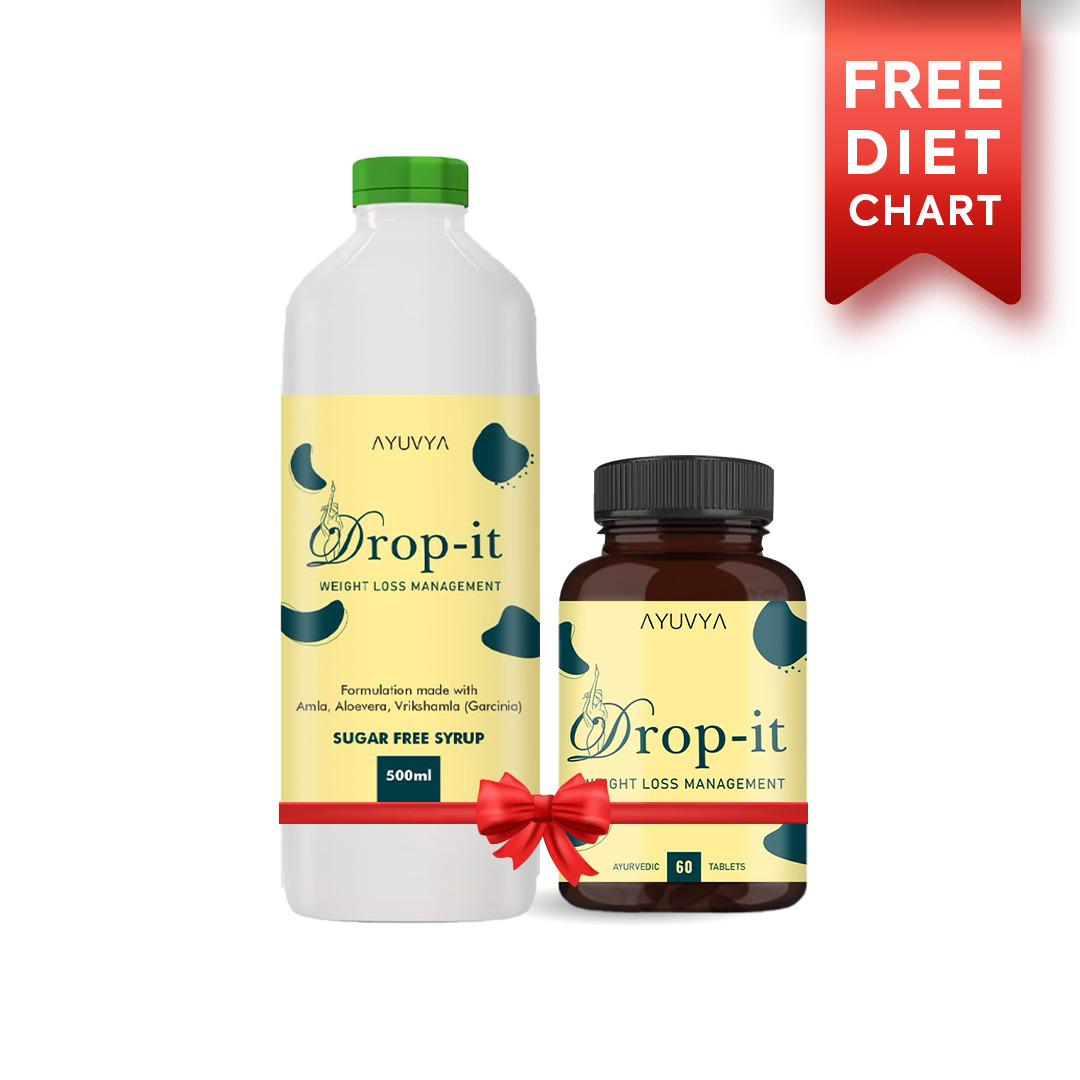 FREE
DIET
CHART
AYUVYA
Drop-it
WEIGHT LOSS MANAGEMENT
Formulation made with
Amla, Aloevera, Vrikshamla (Garcinia)
SUGAR FREE SYRUP
500ml
AYUVYA
Drop-it
WEIGHT LOSS MANAGEMENT
AYURVEDIC 60 TABLETS